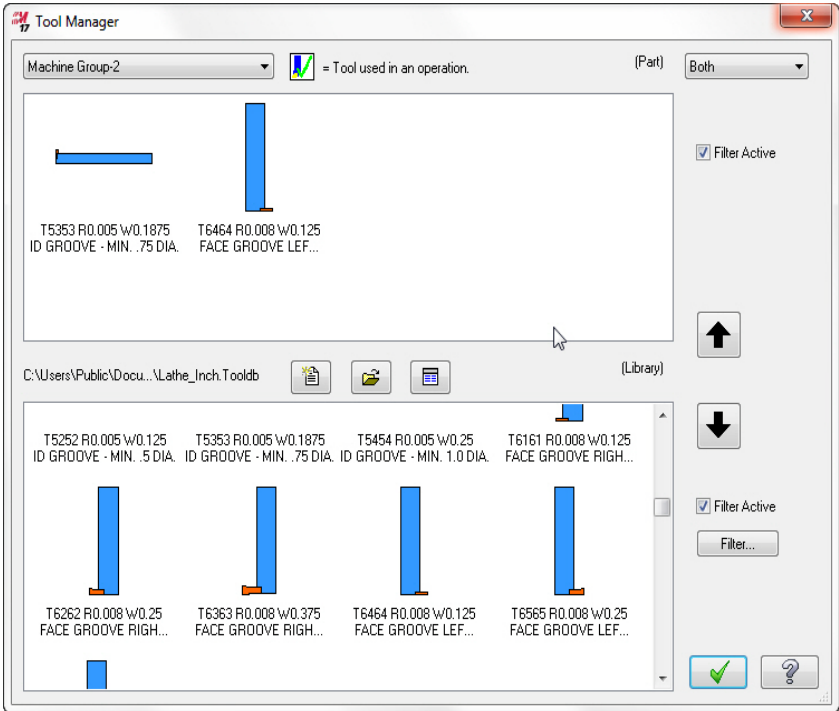 17 Tool Manager
Machine Group-2
= Tool used in an operation.
(Part)
Both
Filter Active
T5353 R0.005 W0.1875
ID GROOVE - MIN. .75 DIA.
T6464 R0.008 W0.125
FACE GROOVE LEF...
C:\Users\Public\Docu...\Lathe_Inch.Tooldb
(Library)
T5252 R0.005 W0.125
ID GROOVE - MIN. .5 DIA.
T5353 R0.005 W0.1875
ID GROOVE - MIN. .75 DIA.
T5454 R0.005 W0.25
ID GROOVE - MIN. 1.0 DIA.
T6161 R0.008 W0.125
FACE GROOVE RIGH...
Filter Active
Filter...
T6262 R0.008 W0.25
FACE GROOVE RIGH...
T6363 R0.008 W0.375
FACE GROOVE RIGH...
T6464 R0.008 W0.125
FACE GROOVE LEF...
T6565 R0.008 W0.25
FACE GROOVE LEF...